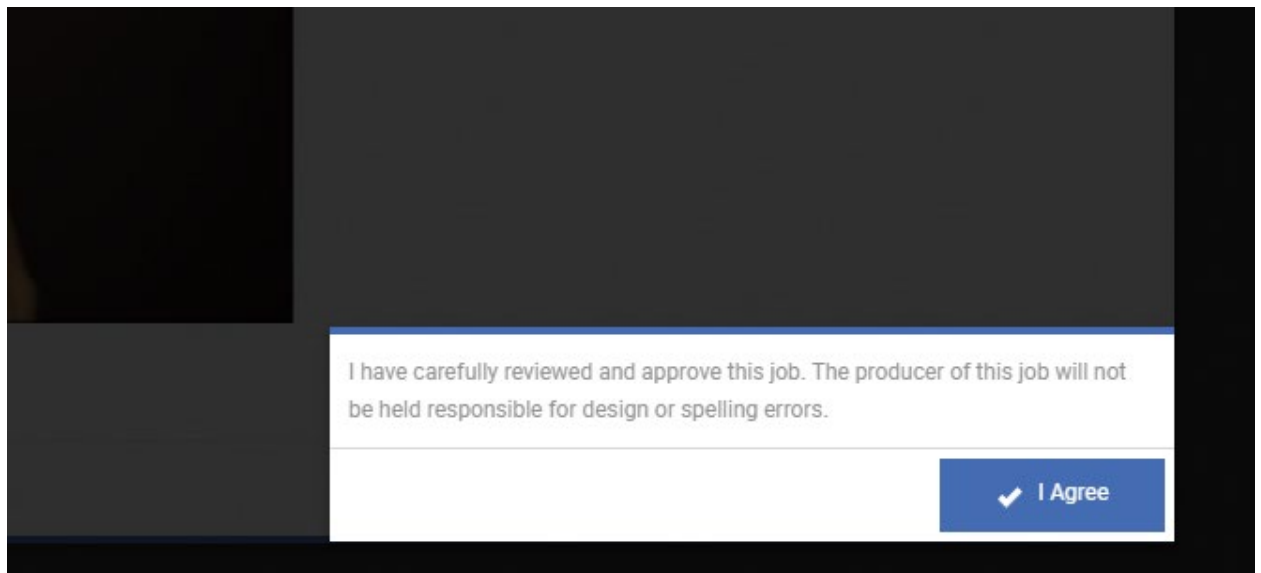 I have carefully reviewed and approve this job. The producer of this job will not
be held responsible for design or spelling errors.
I Agree